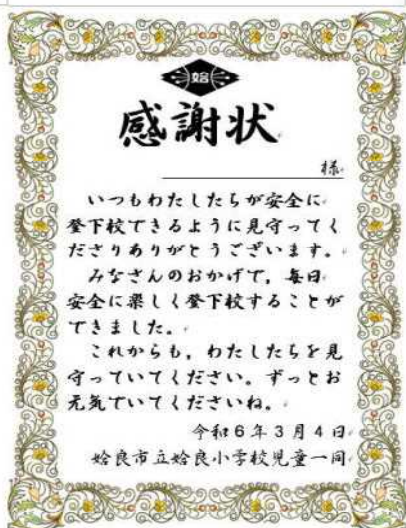 姶
感謝状
様
いつもわたしたちが安全に
登下校できるように見守ってく
ださりありがとうございます。
みなさんのおかげで，毎日
安全に楽しく登下校することが
できました。
これからも，わたしたちを見
守っていてください。ずっとお
元気でいてくださいね。
令和６年３月４日
姶良市立姶良小学校児童一同